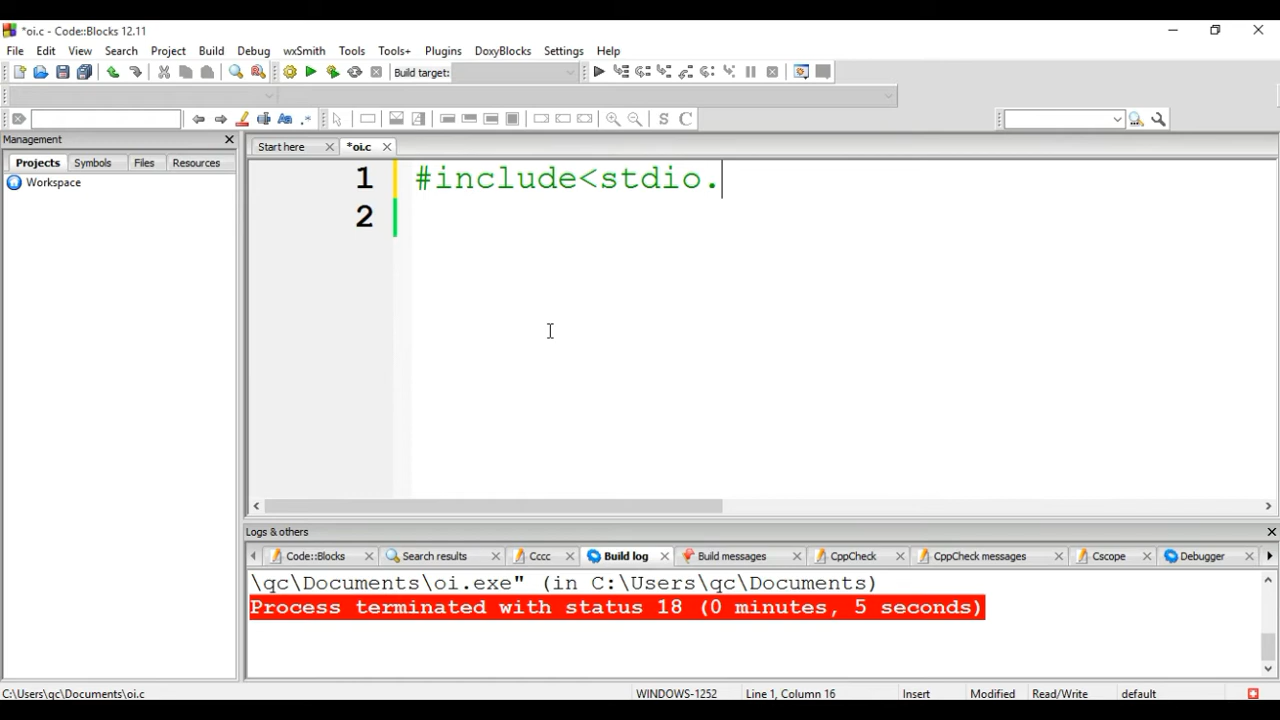 *oi.c - Code::Blocks 12.11
File Edit View Search Project Build Debug wxSmith Tools Tools+ Plugins DoxyBlocks Settings Help
Build target:
Management
Start here *oi.c
Projects Symbols Files Resources
Workspace
1 #include<stdio.
2
Logs & others
Code::Blocks Search results Cccc Build log Build messages CppCheck CppCheck messages Cscope Debugger
\qc\Documents\oi.exe" (in C:\Users\qc\Documents)
Process terminated with status 18 (0 minutes, 5 seconds)
C:\Users\qc\Documents\oi.c WINDOWS-1252 Line 1, Column 16 Insert Modified Read/Write default